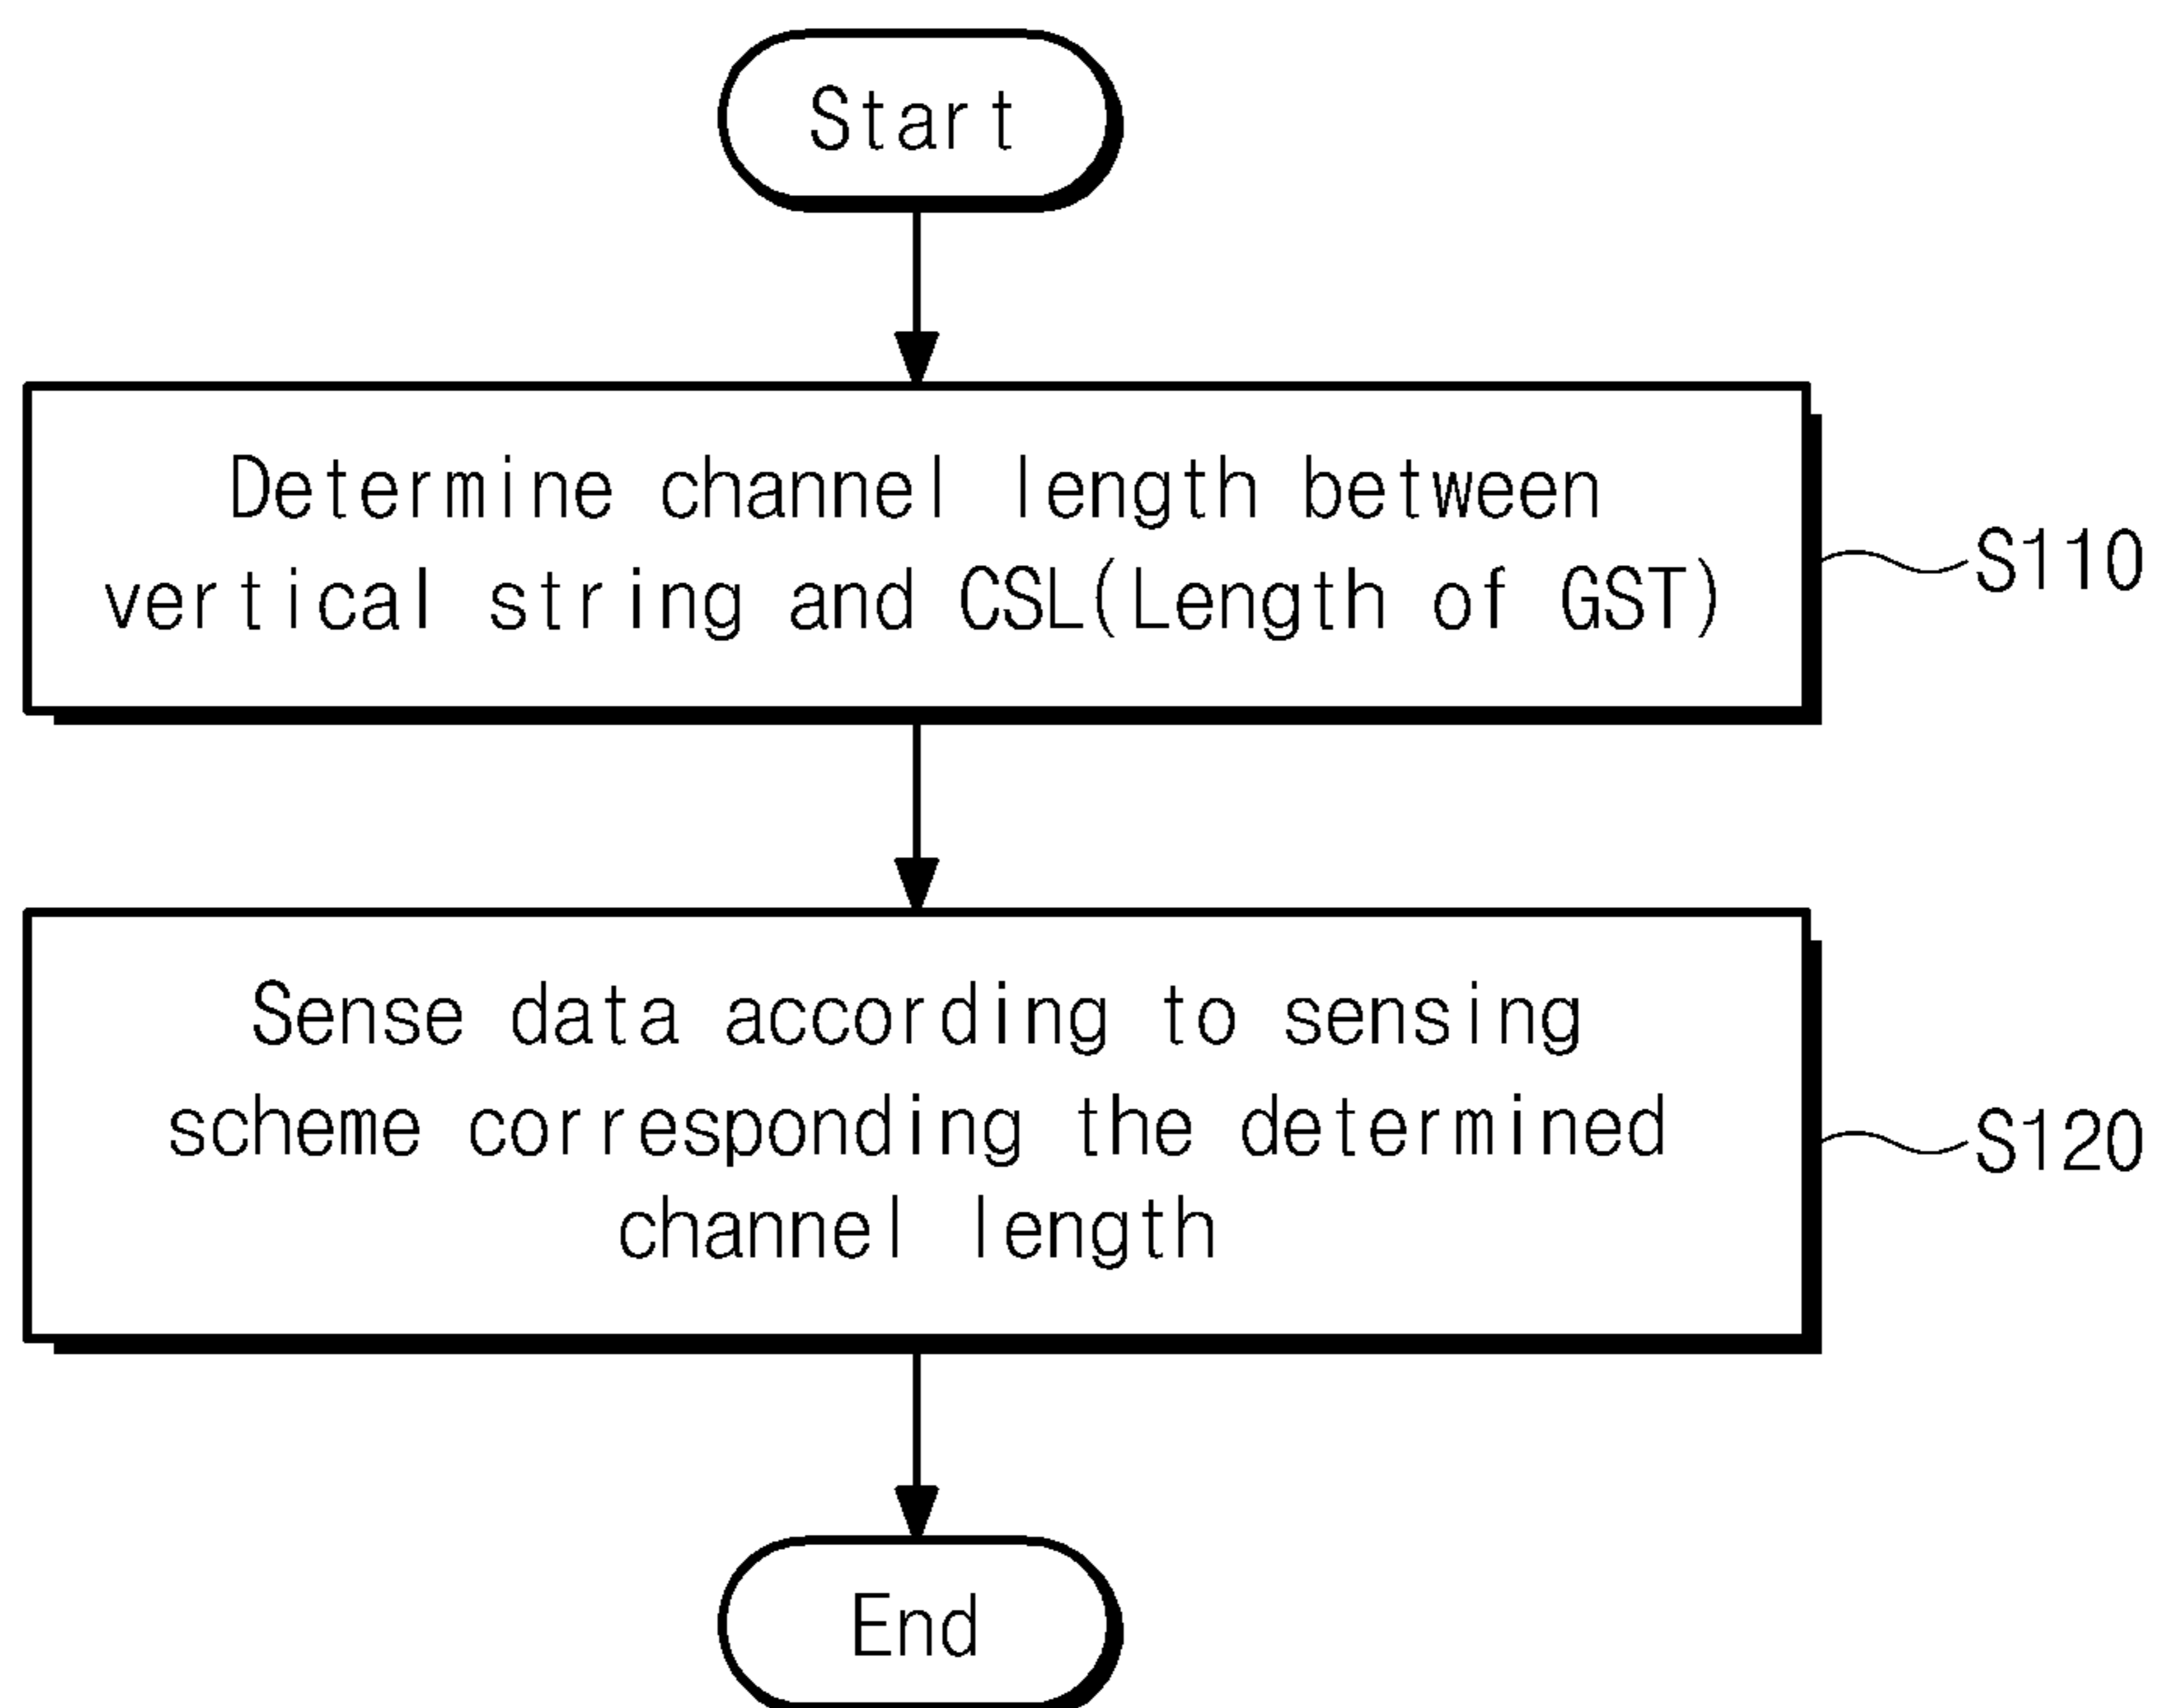 Start
Determine channel length between
vertical string and CSL(Length of GST)
S110
Sense data according to sensing
scheme corresponding the determined
channel length
S120
End